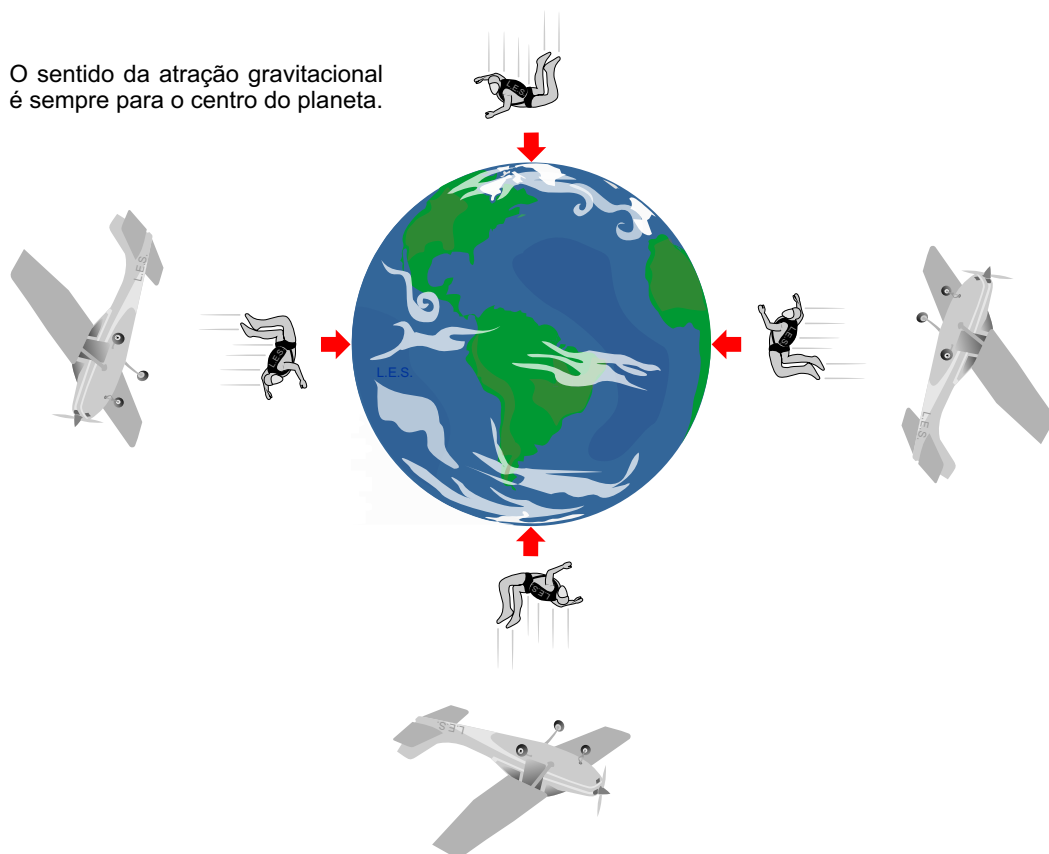 O sentido da atração gravitacional
é sempre para o centro do planeta.
L.E.S.
L.E.S.
L.E.S.
L.E.S.
L.E.S.
L.E.S.
L.E.S.
L.E.S.